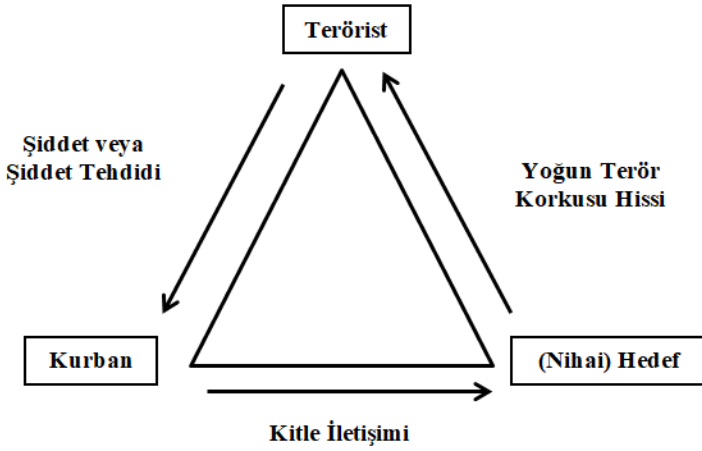 Terörist
Şiddet veya
Şiddet Tehdidi
Yoğun Terör
Korkusu Hissi
Kurban
(Nihai) Hedef
Kitle İletişimi